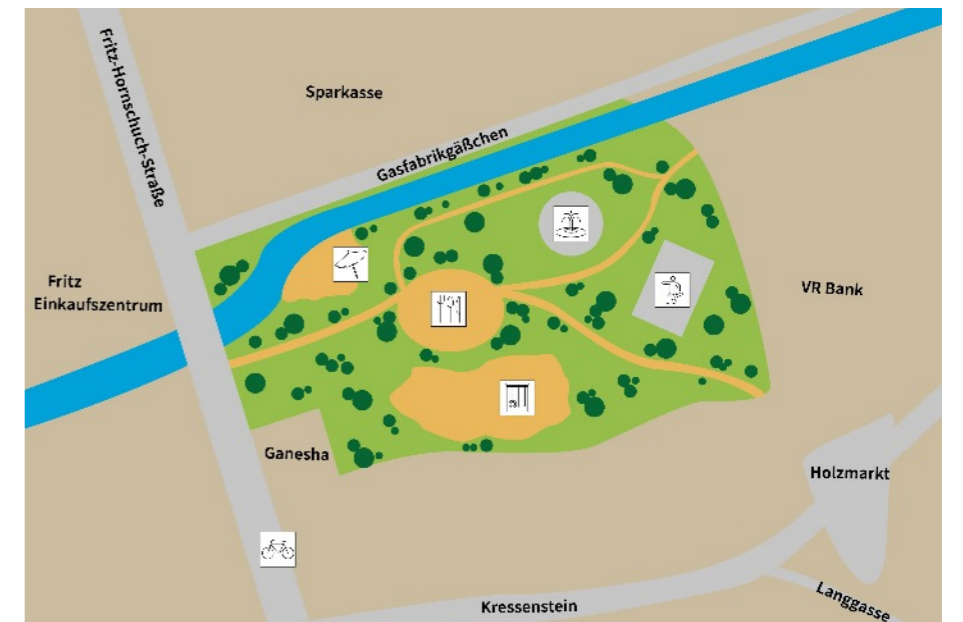 Fritz-Hornschuch-Straße
Sparkasse
Gasfabrikgäßchen
Fritz
Einkaufszentrum
VR Bank
Ganesha
Holzmarkt
Kressenstein
Langgasse